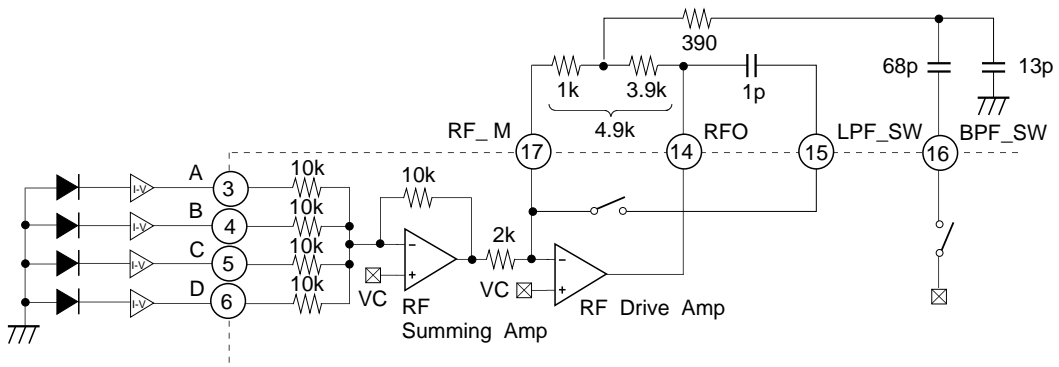 390
68p
13p
1k
3.9k
1p
4.9k
RF_ M
RFO
LPF_SW
BPF_SW
17
14
15
16
A
I-V
3
10k
10k
B
I-V
4
10k
C
I-V
5
10k
2k
D
I-V
6
10k
−
+
VC
−
+
VC
RF
Summing Amp
RF Drive Amp